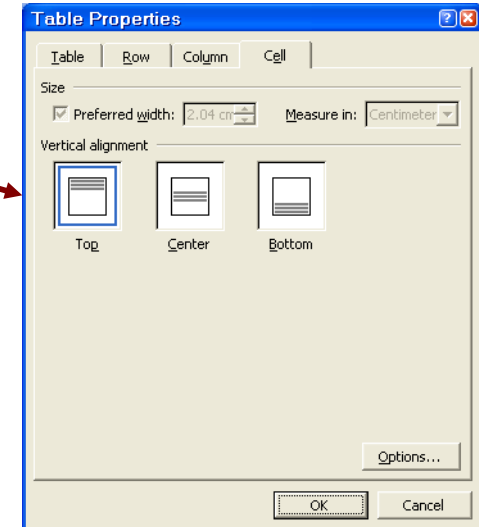 Table Properties
Table Row Column Cell
Size
Preferred width: 2.04 cm Measure in: Centimeter
Vertical alignment
Top Center Bottom
Options...
OK Cancel